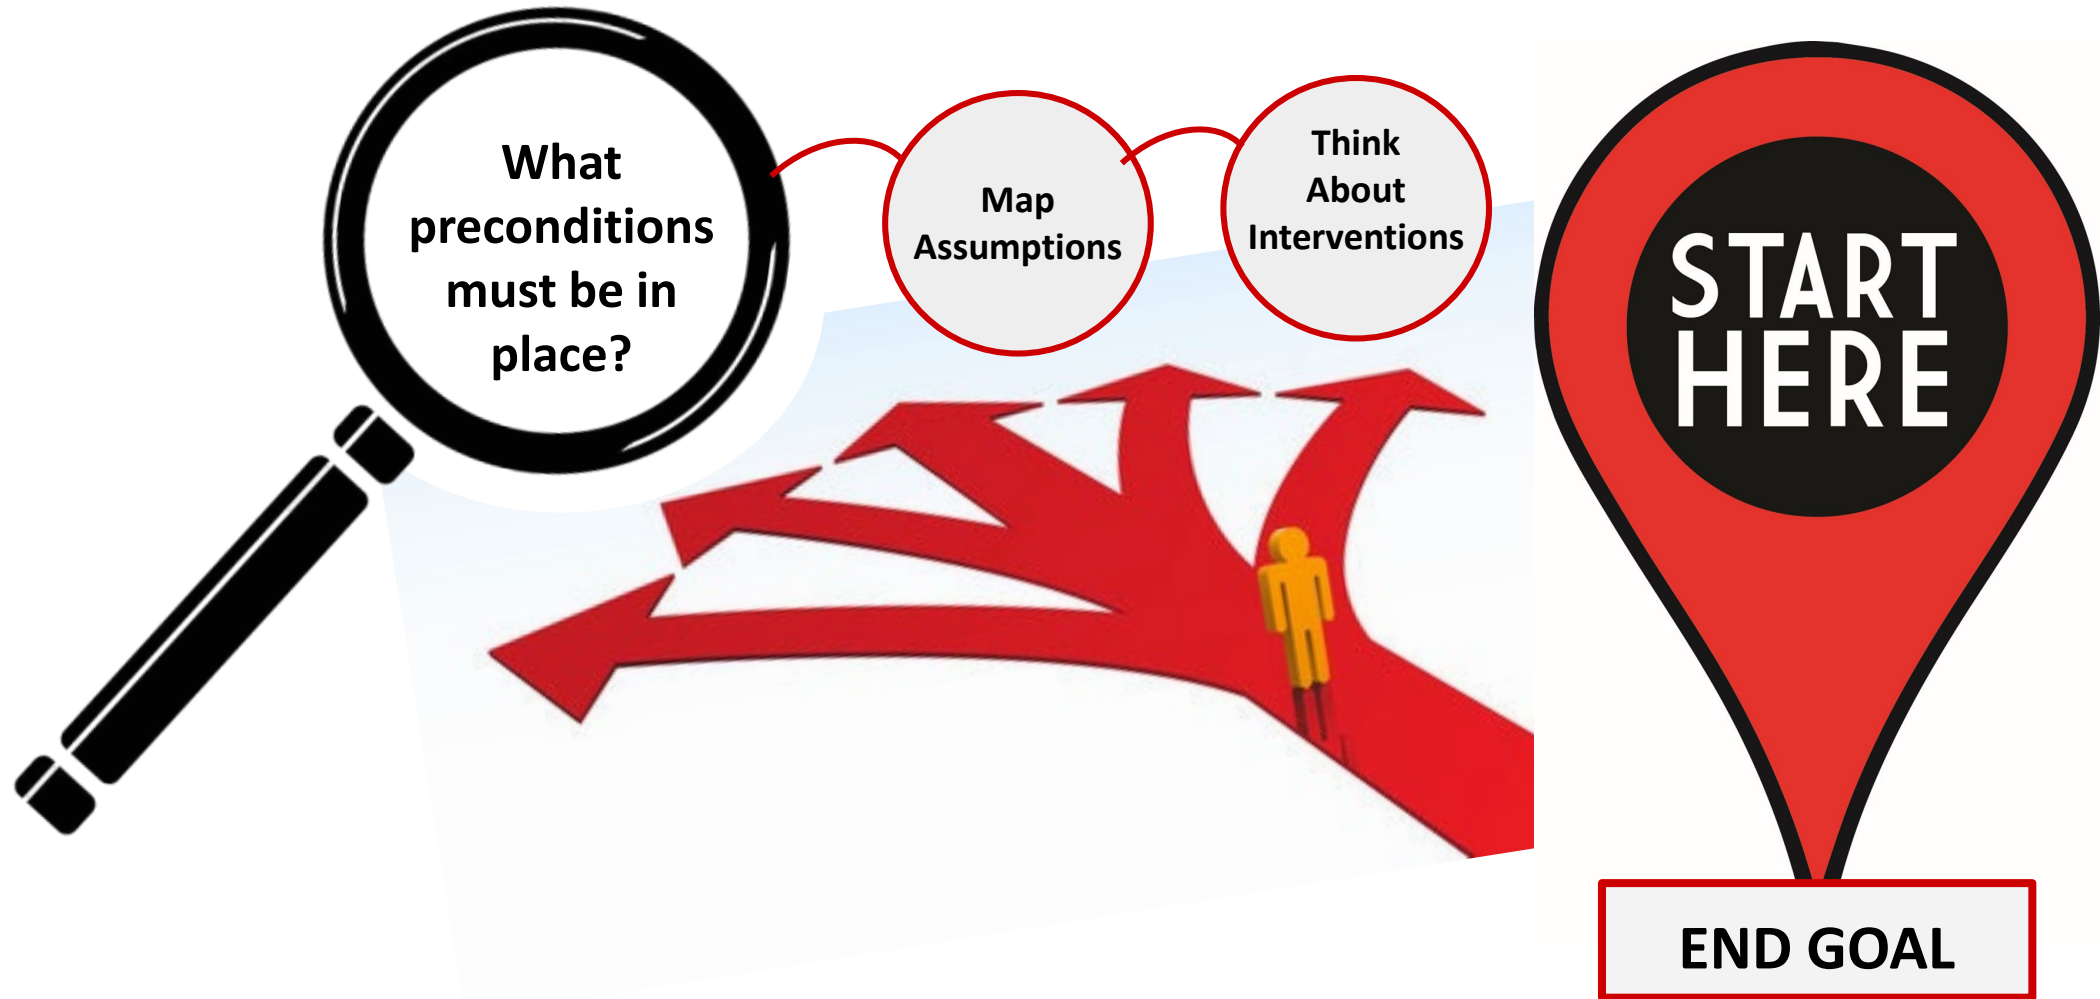 What
preconditions
must be in
place?
Map
Assumptions
Think
About
Interventions
START
HERE
END GOAL